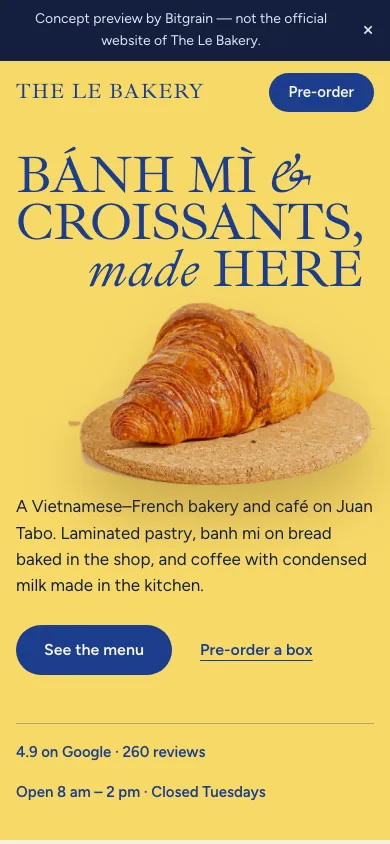 Concept preview by Bitgrain — not the official
website of The Le Bakery.
×
THE LE BAKERY
Pre-order
BÁNH MÌ &
CROISSANTS,
made HERE
A Vietnamese–French bakery and café on Juan
Tabo. Laminated pastry, banh mi on bread
baked in the shop, and coffee with condensed
milk made in the kitchen.
See the menu
Pre-order a box
4.9 on Google · 260 reviews
Open 8 am – 2 pm · Closed Tuesdays